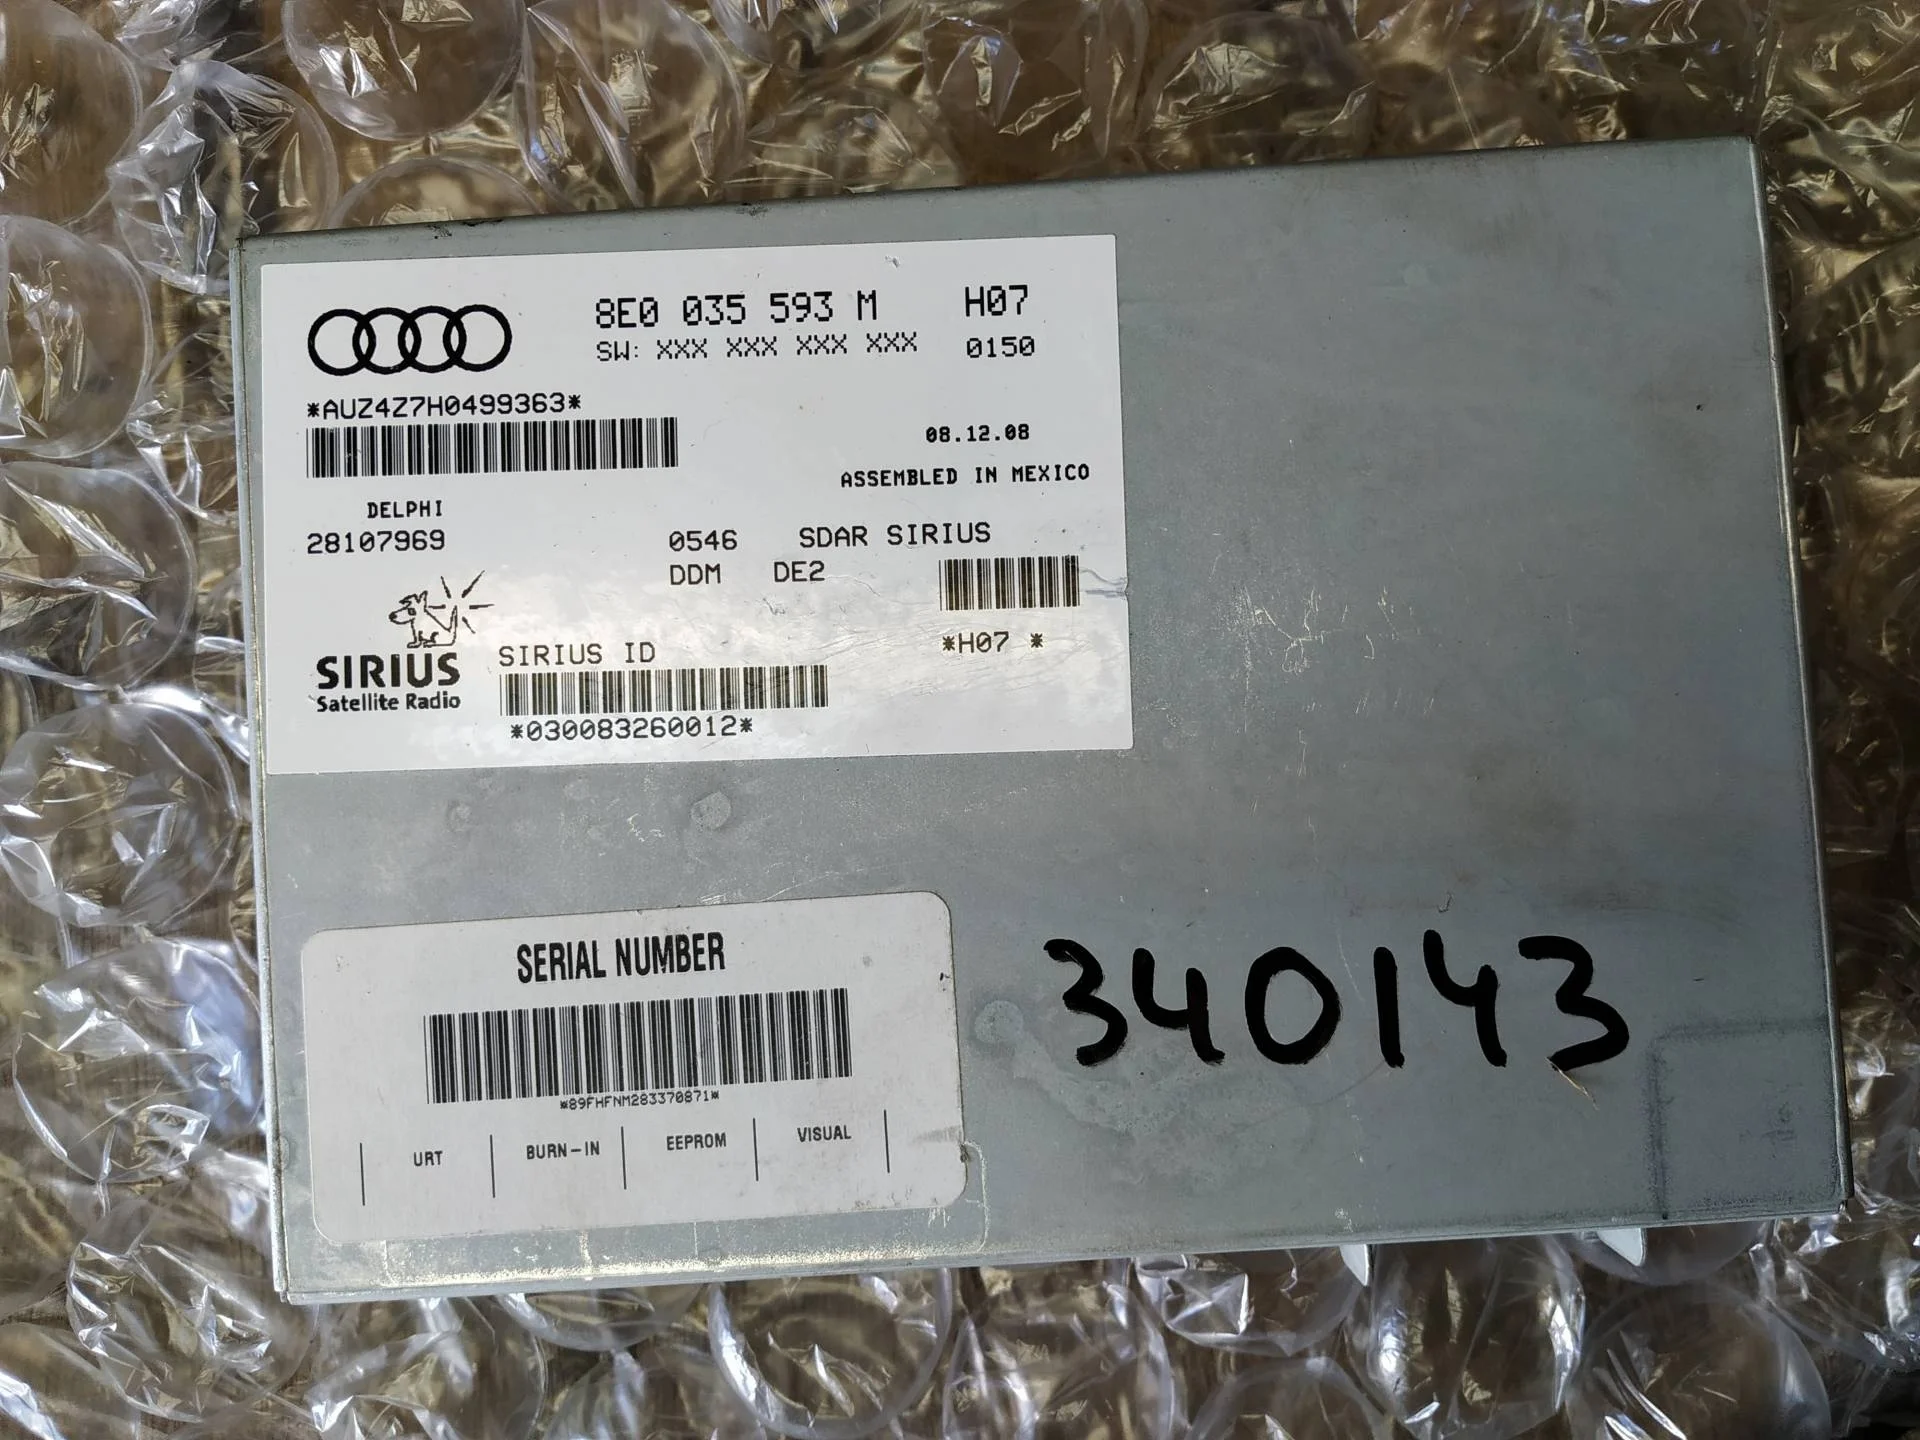 8E0 035 593 M H07
SW: XXX XXX XXX XXX 0150
*AUZ4Z7H0499363*
08.12.08
ASSEMBLED IN MEXICO
DELPHI
28107969 0546 SDAR SIRIUS
DDM DE2
*H07 *
SIRIUS
Satellite Radio
SIRIUS ID
*030083260012*
SERIAL NUMBER
*89FHFNM283370871*
URT BURN-IN EEPROM VISUAL
340143